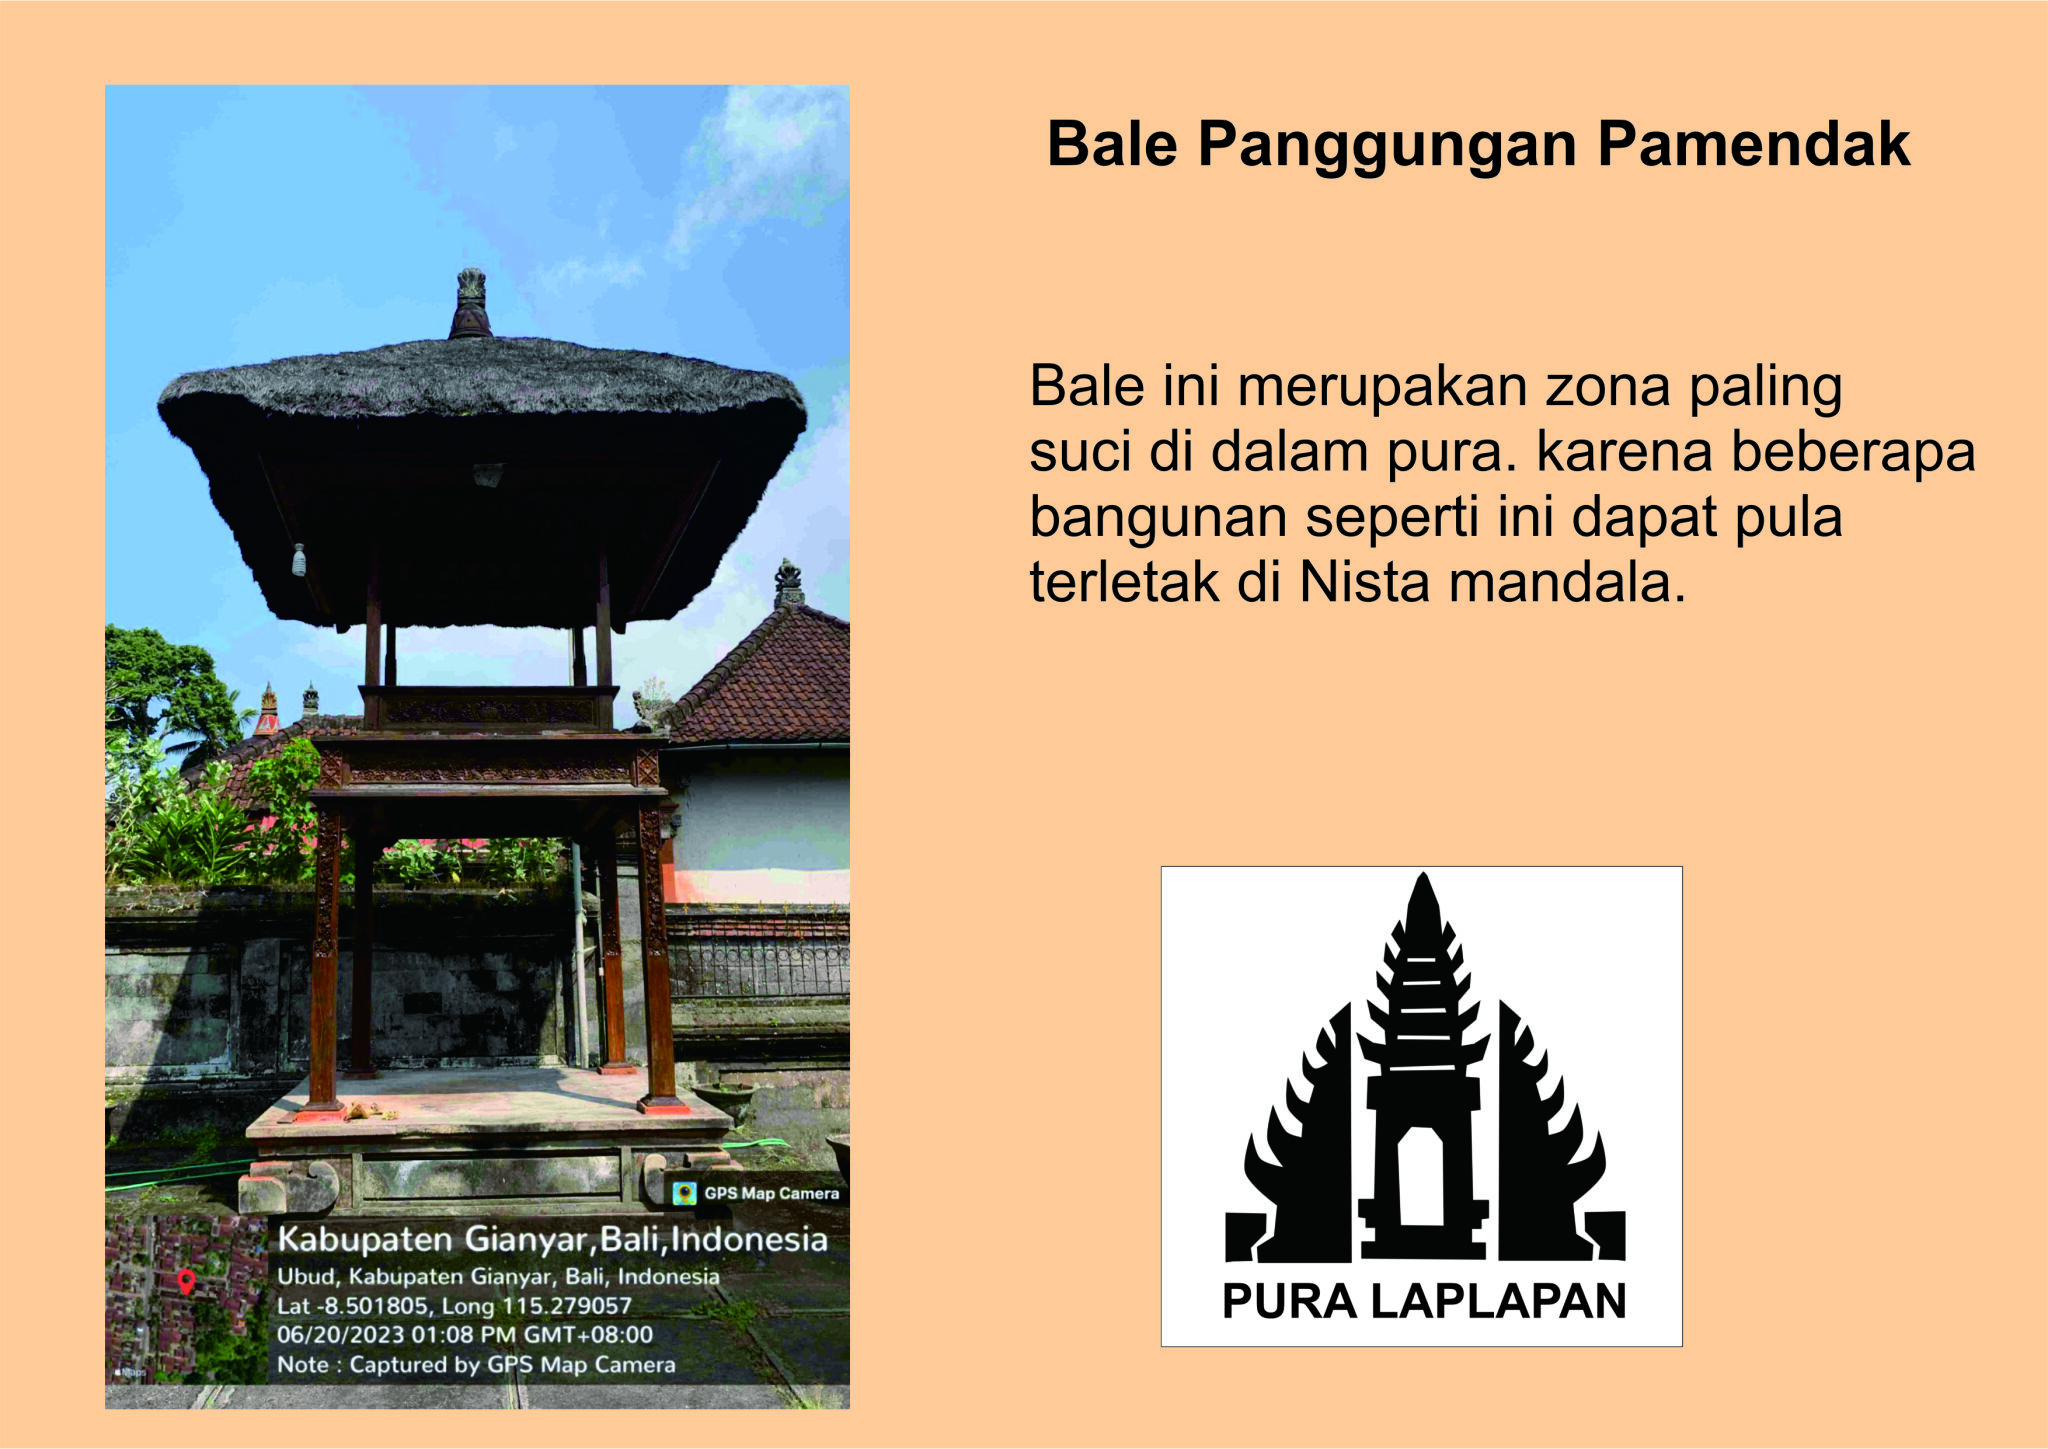 Bale Panggungan Pamendak
Bale ini merupakan zona paling
suci di dalam pura. karena beberapa
bangunan seperti ini dapat pula
terletak di Nista mandala.
GPS Map Camera
Kabupaten Gianyar,Bali,Indonesia
Ubud, Kabupaten Gianyar, Bali, Indonesia
Lat -8.501805, Long 115.279057
06/20/2023 01:08 PM GMT+08:00
Note : Captured by GPS Map Camera
Maps
PURA LAPLAPAN